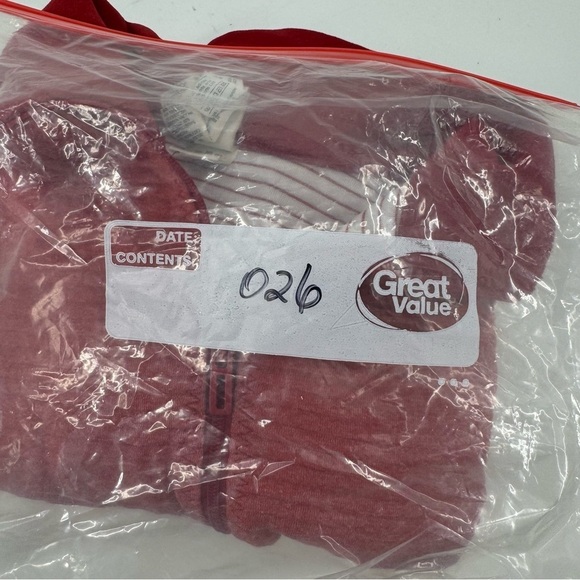 DATE:
CONTENTS:
026
Great
Value